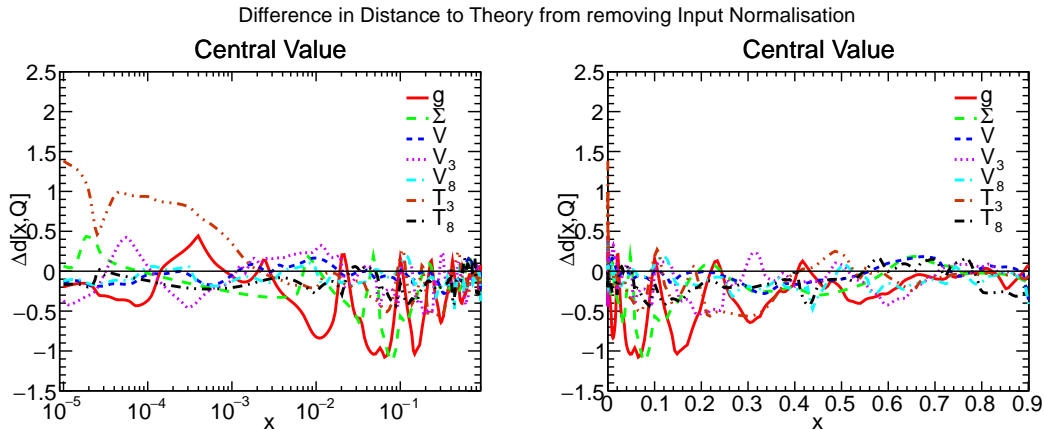 Difference in Distance to Theory from removing Input Normalisation
Central Value
2.5
2
1.5
1
0.5
0
−0.5
−1
−1.5
Δd[x,Q]
10⁻⁵ 10⁻⁴ 10⁻³ 10⁻² 10⁻¹
x
g
Σ
V
V₃
V₈
T₃
T₈
Central Value
2.5
2
1.5
1
0.5
0
−0.5
−1
−1.5
Δd[x,Q]
0 0.1 0.2 0.3 0.4 0.5 0.6 0.7 0.8 0.9
x
g
Σ
V
V₃
V₈
T₃
T₈